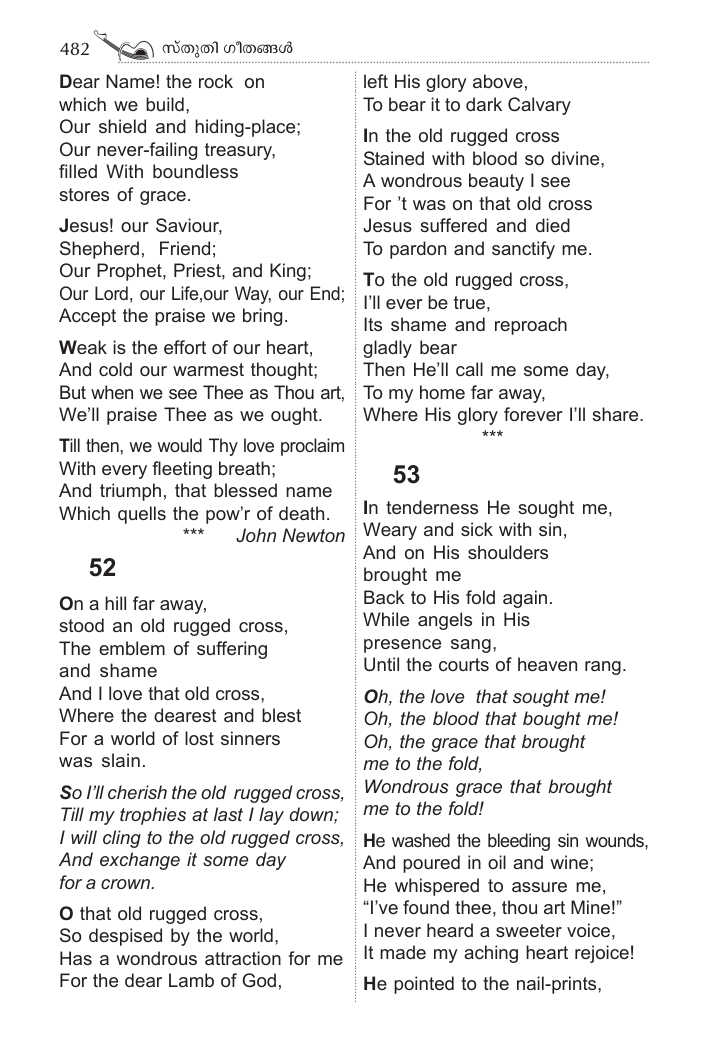 482 സ്തുതി ഗീതങ്ങൾ
Dear Name! the rock on
which we build,
Our shield and hiding-place;
Our never-failing treasury,
filled With boundless
stores of grace.
Jesus! our Saviour,
Shepherd, Friend;
Our Prophet, Priest, and King;
Our Lord, our Life,our Way, our End;
Accept the praise we bring.
Weak is the effort of our heart,
And cold our warmest thought;
But when we see Thee as Thou art,
We’ll praise Thee as we ought.
Till then, we would Thy love proclaim
With every fleeting breath;
And triumph, that blessed name
Which quells the pow’r of death.
*** John Newton
52
On a hill far away,
stood an old rugged cross,
The emblem of suffering
and shame
And I love that old cross,
Where the dearest and blest
For a world of lost sinners
was slain.
So I’ll cherish the old rugged cross,
Till my trophies at last I lay down;
I will cling to the old rugged cross,
And exchange it some day
for a crown.
O that old rugged cross,
So despised by the world,
Has a wondrous attraction for me
For the dear Lamb of God,
left His glory above,
To bear it to dark Calvary
In the old rugged cross
Stained with blood so divine,
A wondrous beauty I see
For ’t was on that old cross
Jesus suffered and died
To pardon and sanctify me.
To the old rugged cross,
I’ll ever be true,
Its shame and reproach
gladly bear
Then He’ll call me some day,
To my home far away,
Where His glory forever I’ll share.
***
53
In tenderness He sought me,
Weary and sick with sin,
And on His shoulders
brought me
Back to His fold again.
While angels in His
presence sang,
Until the courts of heaven rang.
Oh, the love that sought me!
Oh, the blood that bought me!
Oh, the grace that brought
me to the fold,
Wondrous grace that brought
me to the fold!
He washed the bleeding sin wounds,
And poured in oil and wine;
He whispered to assure me,
“I’ve found thee, thou art Mine!”
I never heard a sweeter voice,
It made my aching heart rejoice!
He pointed to the nail-prints,